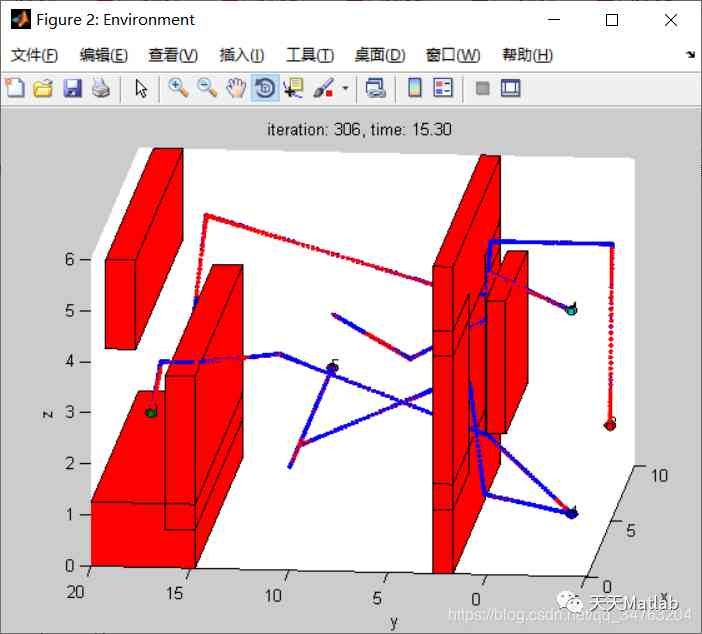 Figure 2: Environment
文件(F) 编辑(E) 查看(V) 插入(I) 工具(T) 桌面(D) 窗口(W) 帮助(H)
iteration: 306, time: 15.30
6
5
4
3
2
1
0
z
20
15
10
5
0
y
10
5
0
x
天天Matlab
https://blog.csdn.net/qq_34763204